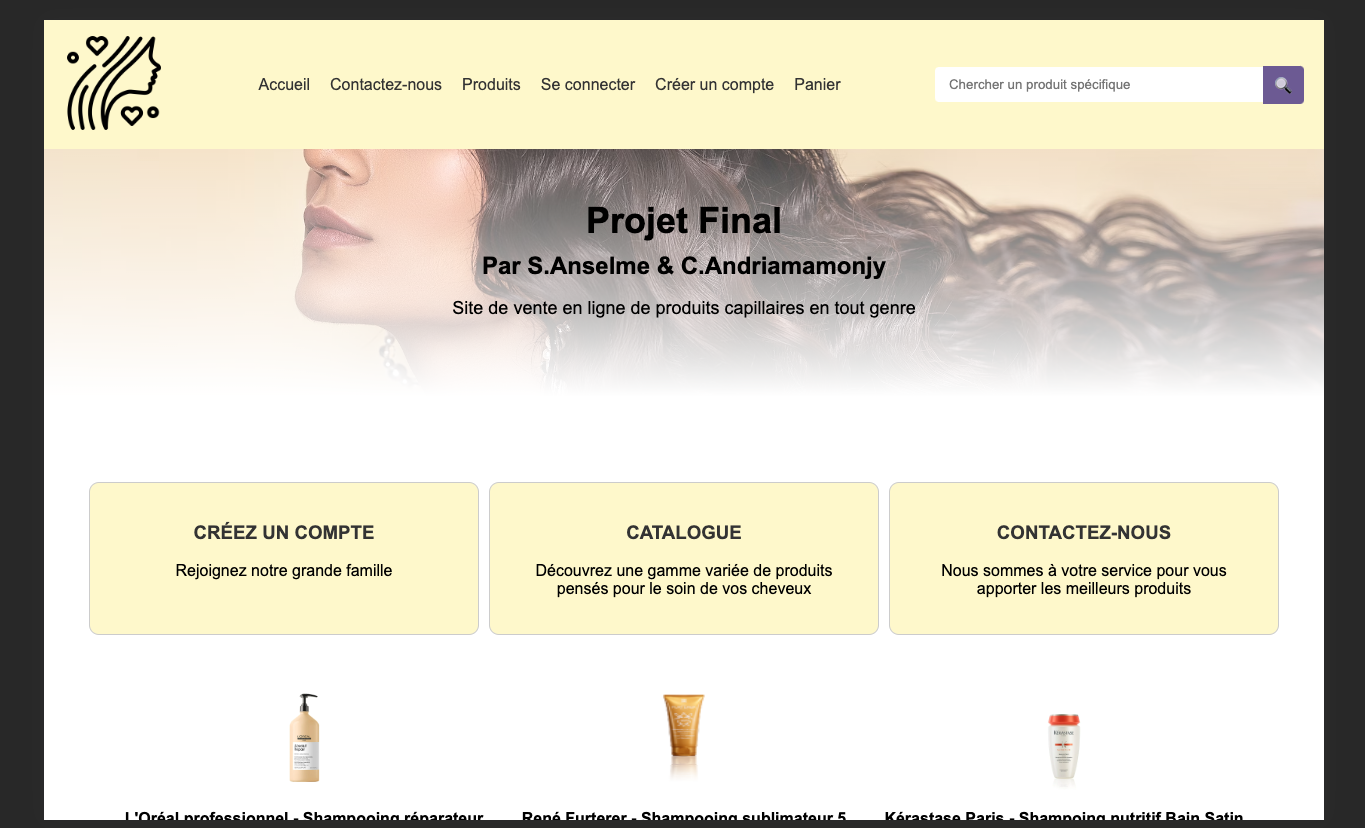 Accueil Contactez-nous Produits Se connecter Créer un compte Panier
Chercher un produit spécifique
Projet Final
Par S.Anselme & C.Andriamamonjy
Site de vente en ligne de produits capillaires en tout genre
CRÉEZ UN COMPTE
Rejoignez notre grande famille
CATALOGUE
Découvrez une gamme variée de produits
pensés pour le soin de vos cheveux
CONTACTEZ-NOUS
Nous sommes à votre service pour vous
apporter les meilleurs produits
L'Oréal professionnel - Shampooing réparateur
René Furterer - Shampooing sublimateur 5
Kérastase Paris - Shampoing nutritif Bain Satin